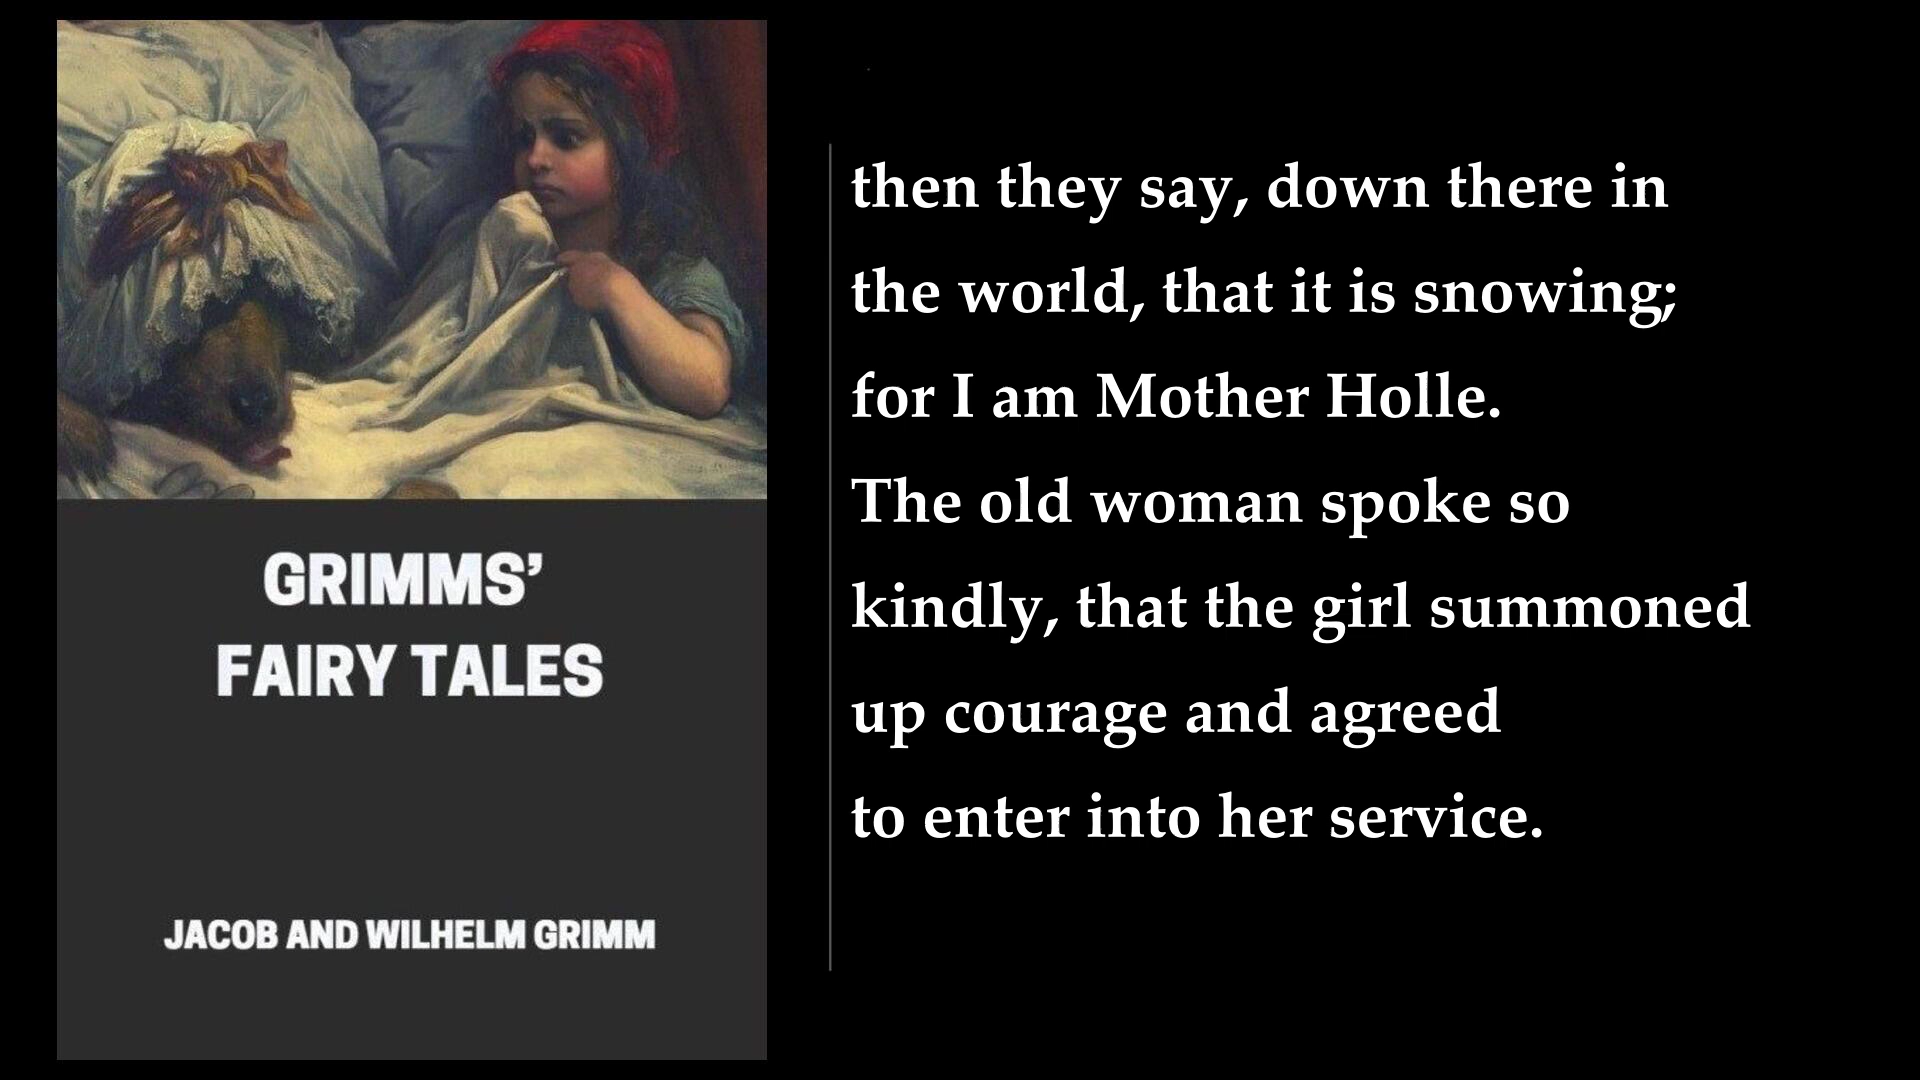 GRIMMS’
FAIRY TALES
JACOB AND WILHELM GRIMM
then they say, down there in
the world, that it is snowing;
for I am Mother Holle.
The old woman spoke so
kindly, that the girl summoned
up courage and agreed
to enter into her service.